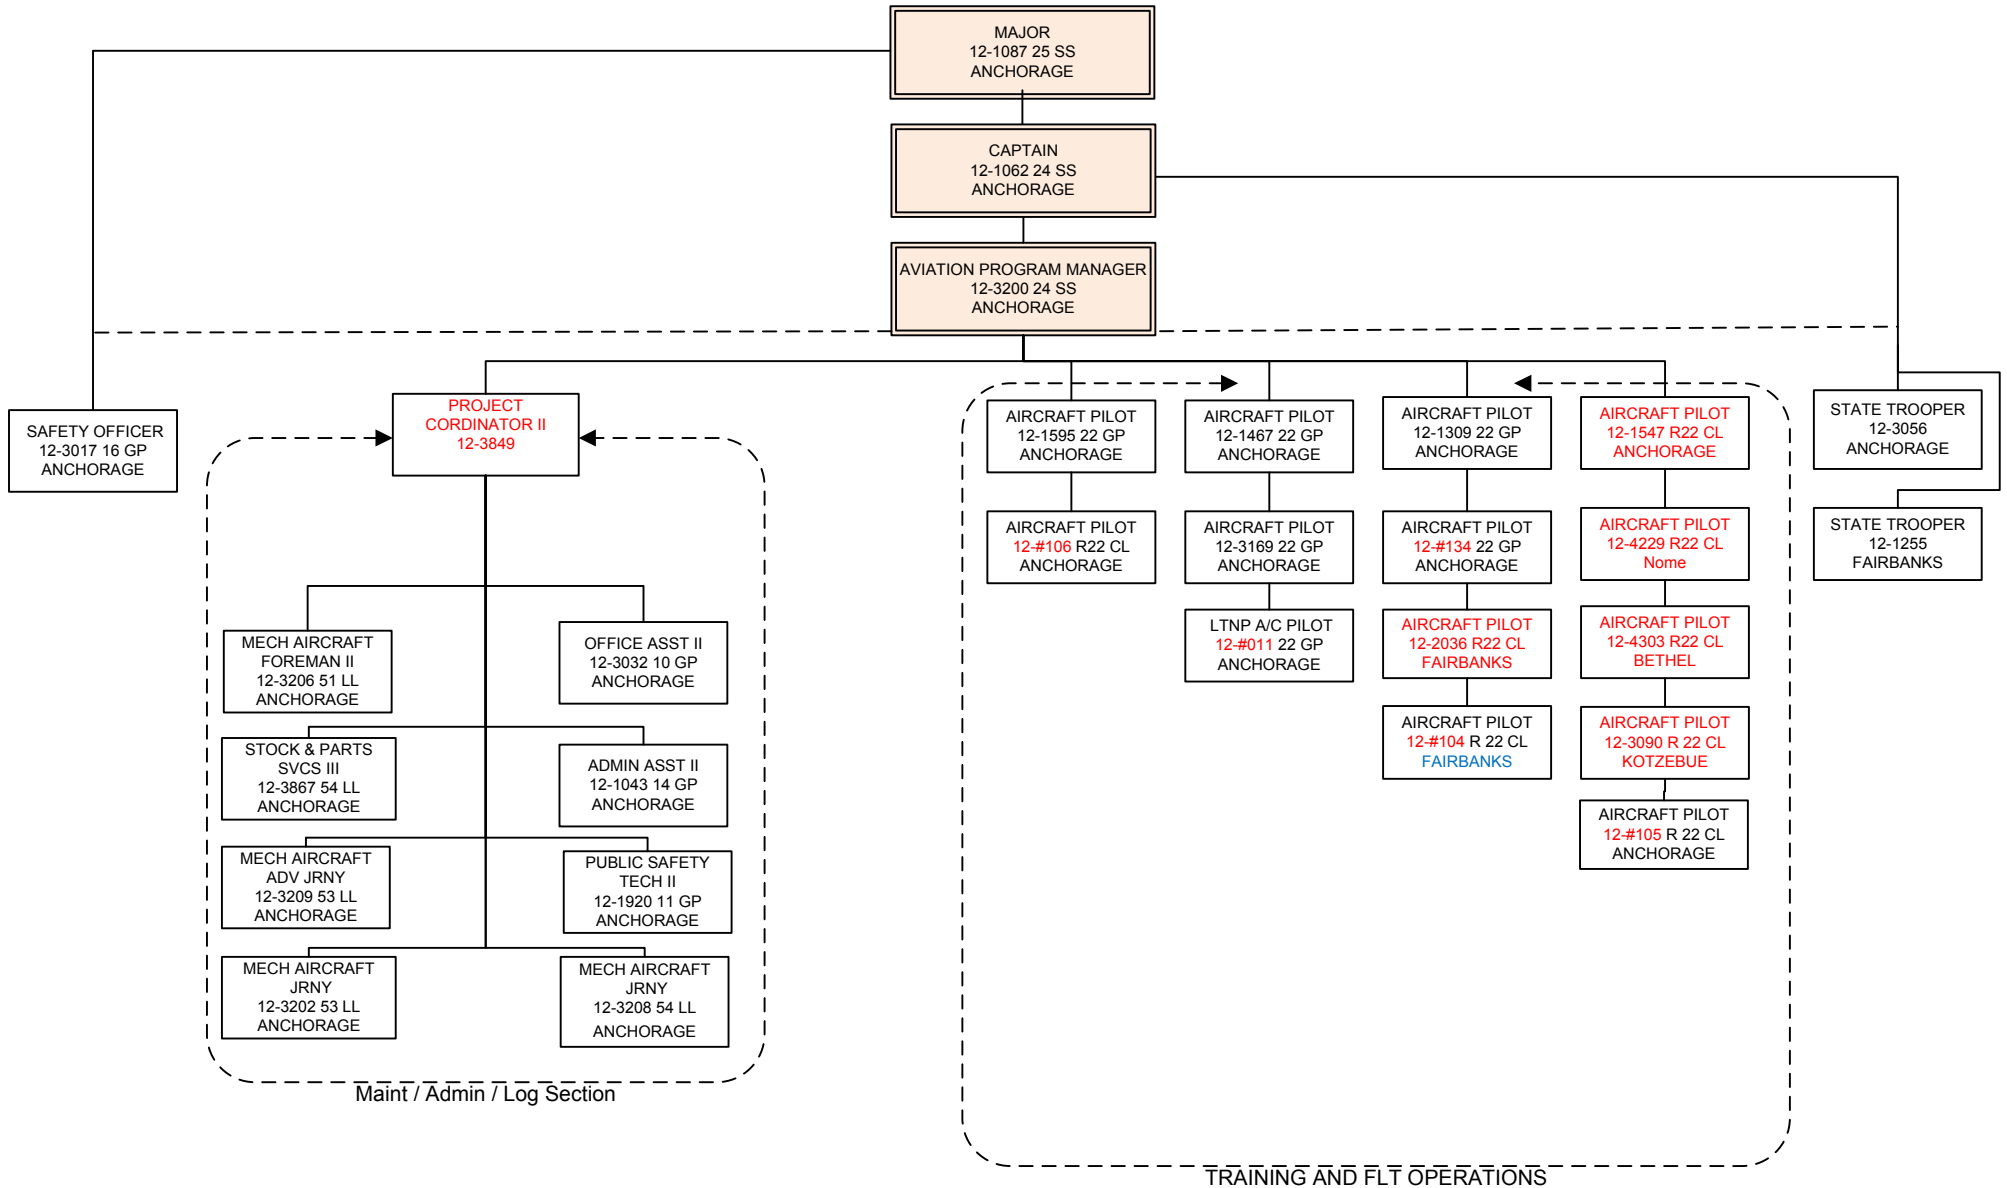 MAJOR
12-1087 25 SS
ANCHORAGE
CAPTAIN
12-1062 24 SS
ANCHORAGE
AVIATION PROGRAM MANAGER
12-3200 24 SS
ANCHORAGE
SAFETY OFFICER
12-3017 16 GP
ANCHORAGE
PROJECT
CORDINATOR II
12-3849
MECH AIRCRAFT
FOREMAN II
12-3206 51 LL
ANCHORAGE
OFFICE ASST II
12-3032 10 GP
ANCHORAGE
STOCK & PARTS
SVCS III
12-3867 54 LL
ANCHORAGE
ADMIN ASST II
12-1043 14 GP
ANCHORAGE
MECH AIRCRAFT
ADV JRNY
12-3209 53 LL
ANCHORAGE
PUBLIC SAFETY
TECH II
12-1920 11 GP
ANCHORAGE
MECH AIRCRAFT
JRNY
12-3202 53 LL
ANCHORAGE
MECH AIRCRAFT
JRNY
12-3208 54 LL
ANCHORAGE
Maint / Admin / Log Section
AIRCRAFT PILOT
12-1595 22 GP
ANCHORAGE
AIRCRAFT PILOT
12-#106 R22 CL
ANCHORAGE
AIRCRAFT PILOT
12-1467 22 GP
ANCHORAGE
AIRCRAFT PILOT
12-3169 22 GP
ANCHORAGE
LTNP A/C PILOT
12-#011 22 GP
ANCHORAGE
AIRCRAFT PILOT
12-1309 22 GP
ANCHORAGE
AIRCRAFT PILOT
12-#134 22 GP
ANCHORAGE
AIRCRAFT PILOT
12-2036 R22 CL
FAIRBANKS
AIRCRAFT PILOT
12-#104 R 22 CL
FAIRBANKS
AIRCRAFT PILOT
12-1547 R22 CL
ANCHORAGE
AIRCRAFT PILOT
12-4229 R22 CL
Nome
AIRCRAFT PILOT
12-4303 R22 CL
BETHEL
AIRCRAFT PILOT
12-3090 R 22 CL
KOTZEBUE
AIRCRAFT PILOT
12-#105 R 22 CL
ANCHORAGE
TRAINING AND FLT OPERATIONS
STATE TROOPER
12-3056
ANCHORAGE
STATE TROOPER
12-1255
FAIRBANKS